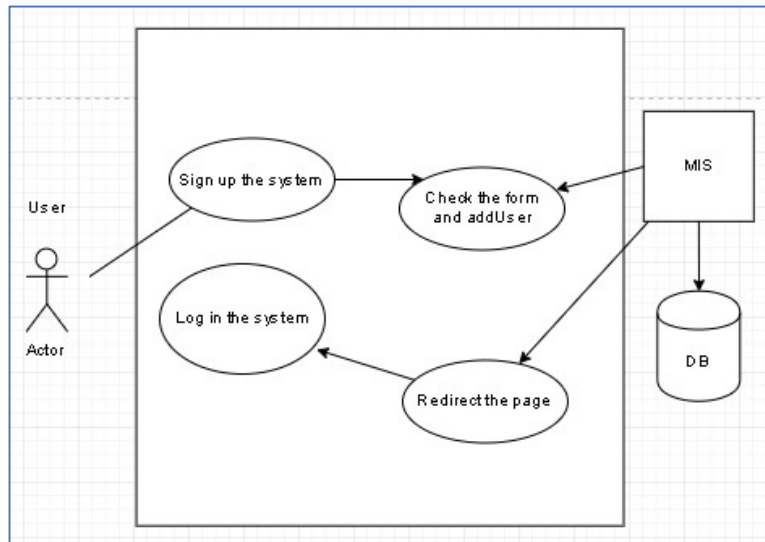 Sign up the system
Check the form
and addUser
MIS
User
Log in the system
Actor
DB
Redirect the page